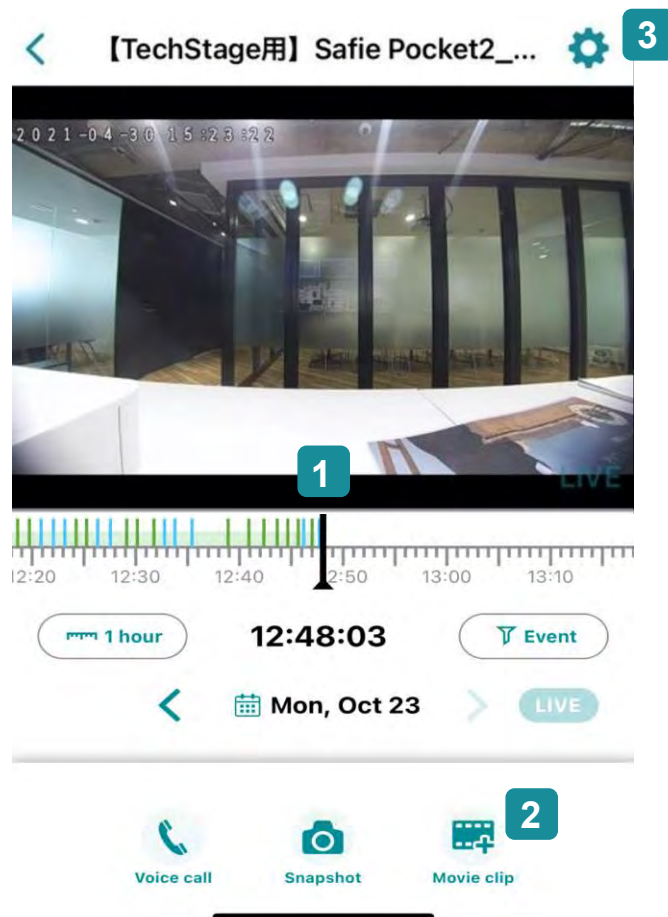 【TechStage用】Safie Pocket2_...
3
2021-04-30 15:23:22
1
LIVE
12:20 12:30 12:40 12:50 13:00 13:10
1 hour
12:48:03
Event
Mon, Oct 23
LIVE
2
Voice call
Snapshot
Movie clip